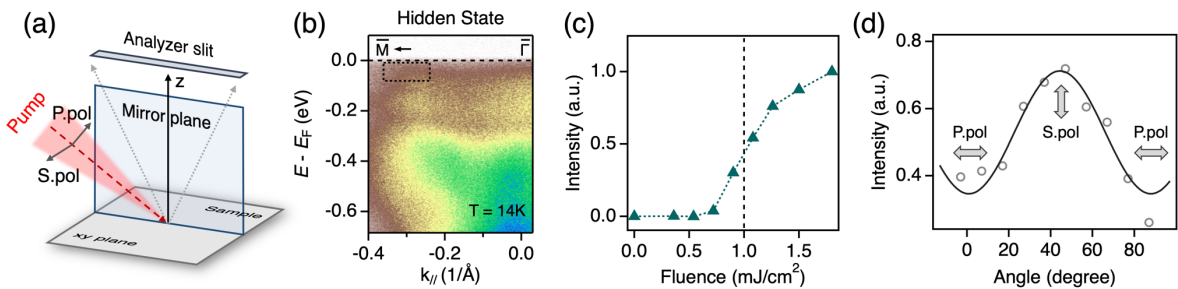 (a)
Analyzer slit
z
Pump
P.pol
S.pol
Mirror plane
Sample
xy plane
(b)
Hidden State
M̅ ← Γ̅
E - E_F (eV)
0.0
-0.2
-0.4
-0.6
T = 14K
-0.4 -0.2 0.0
k_// (1/Å)
(c)
Intensity (a.u.)
1.0
0.5
0.0
0.0 0.5 1.0 1.5
Fluence (mJ/cm²)
(d)
Intensity (a.u.)
0.8
0.6
0.4
P.pol
S.pol
P.pol
0 20 40 60 80
Angle (degree)